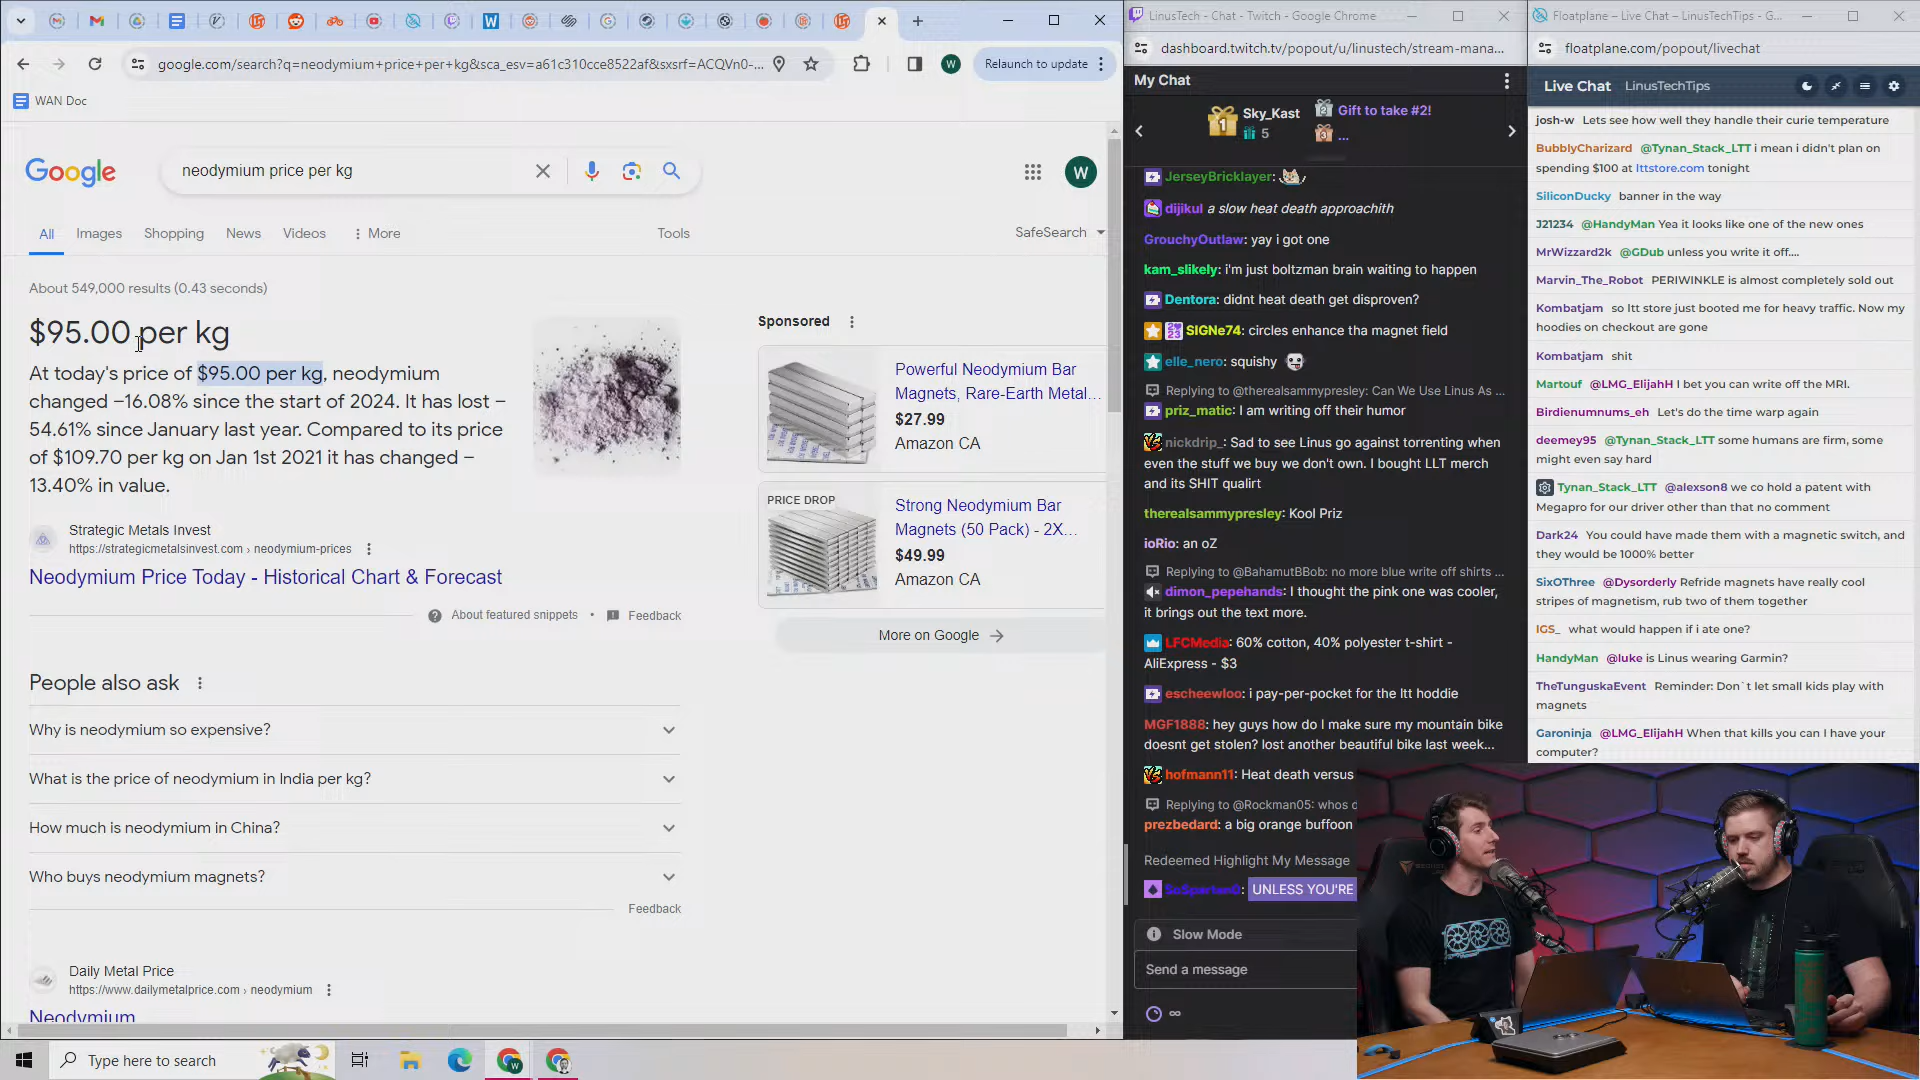 LinusTech - Chat - Twitch - Google Chrome
Floatplane – Live Chat – LinusTechTips - G...
google.com/search?q=neodymium+price+per+kg&sca_esv=a61c310cce8522af&sxsrf=ACQVn0-...
W
Relaunch to update
dashboard.twitch.tv/popout/u/linustech/stream-mana...
floatplane.com/popout/livechat
WAN Doc
Google
neodymium price per kg
W
All
Images
Shopping
News
Videos
More
Tools
SafeSearch
About 549,000 results (0.43 seconds)
$95.00 per kg
At today's price of $95.00 per kg, neodymium
changed −16.08% since the start of 2024. It has lost −
54.61% since January last year. Compared to its price
of $109.70 per kg on Jan 1st 2021 it has changed −
13.40% in value.
Strategic Metals Invest
https://strategicmetalsinvest.com › neodymium-prices
Neodymium Price Today - Historical Chart & Forecast
About featured snippets • Feedback
Sponsored
Powerful Neodymium Bar
Magnets, Rare-Earth Metal...
$27.99
Amazon CA
PRICE DROP
Strong Neodymium Bar
Magnets (50 Pack) - 2X...
$49.99
Amazon CA
More on Google
People also ask
Why is neodymium so expensive?
What is the price of neodymium in India per kg?
How much is neodymium in China?
Who buys neodymium magnets?
Feedback
Daily Metal Price
https://www.dailymetalprice.com › neodymium
Neodymium
My Chat
1
Sky_Kast
5
Gift to take #2!
...
JerseyBricklayer:
dijikul a slow heat death approachith
GrouchyOutlaw: yay i got one
kam_slikely: i'm just boltzman brain waiting to happen
Dentora: didnt heat death get disproven?
SIGNe74: circles enhance tha magnet field
elle_nero: squishy
Replying to @therealsammypresley: Can We Use Linus As ...
priz_matic: I am writing off their humor
nickdrip_: Sad to see Linus go against torrenting when
even the stuff we buy we don't own. I bought LLT merch
and its SHIT qualirt
therealsammypresley: Kool Priz
ioRio: an oZ
Replying to @BahamutBBob: no more blue write off shirts ...
dimon_pepehands: I thought the pink one was cooler,
it brings out the text more.
LFCMedia: 60% cotton, 40% polyester t-shirt -
AliExpress - $3
escheewloo: i pay-per-pocket for the ltt hoddie
MGF1888: hey guys how do I make sure my mountain bike
doesnt get stolen? lost another beautiful bike last week...
hofmann11: Heat death versus
Replying to @Rockman05: whos d
prezbedard: a big orange buffoon
Redeemed Highlight My Message
UNLESS YOU'RE
Slow Mode
Send a message
∞
Live Chat LinusTechTips
josh-w Lets see how well they handle their curie temperature
BubblyCharizard @Tynan_Stack_LTT i mean i didn't plan on
spending $100 at lttstore.com tonight
SiliconDucky banner in the way
J21234 @HandyMan Yea it looks like one of the new ones
MrWizzard2k @GDub unless you write it off....
Marvin_The_Robot PERIWINKLE is almost completely sold out
Kombatjam so ltt store just booted me for heavy traffic. Now my
hoodies on checkout are gone
Kombatjam shit
Martouf @LMG_ElijahH I bet you can write off the MRI.
Birdienumnums_eh Let's do the time warp again
deemey95 @Tynan_Stack_LTT some humans are firm, some
might even say hard
Tynan_Stack_LTT @alexson8 we co hold a patent with
Megapro for our driver other than that no comment
Dark24 You could have made them with a magnetic switch, and
they would be 1000% better
SixOThree @Dysorderly Refride magnets have really cool
stripes of magnetism, rub two of them together
IGS_ what would happen if i ate one?
HandyMan @luke is Linus wearing Garmin?
TheTunguskaEvent Reminder: Don`t let small kids play with
magnets
Garoninja @LMG_ElijahH When that kills you can I have your
computer?
Type here to search